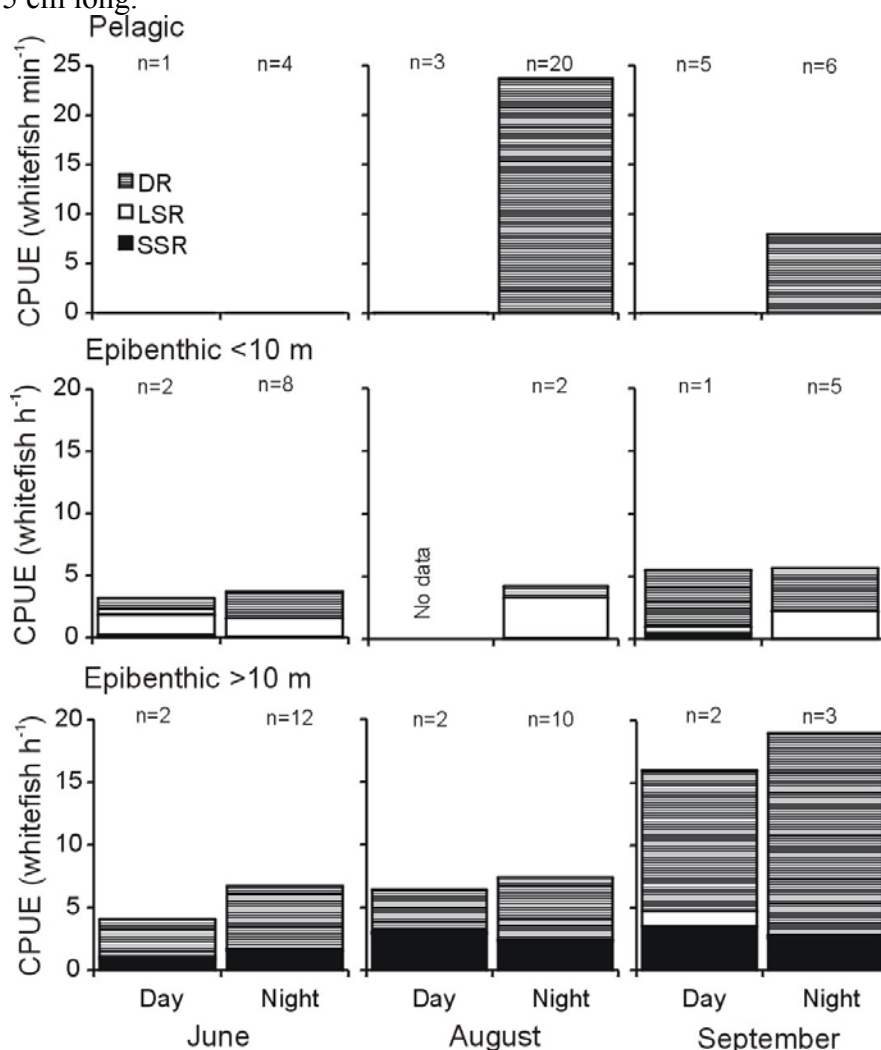 5 cm long.
Pelagic
CPUE (whitefish min⁻¹)
25
20
15
10
5
0
n=1
n=4
n=3
n=20
n=5
n=6
DR
LSR
SSR
Epibenthic <10 m
CPUE (whitefish h⁻¹)
20
15
10
5
0
n=2
n=8
n=2
n=1
n=5
No data
Epibenthic >10 m
CPUE (whitefish h⁻¹)
20
15
10
5
0
n=2
n=12
n=2
n=10
n=2
n=3
Day Night Day Night Day Night
June August September